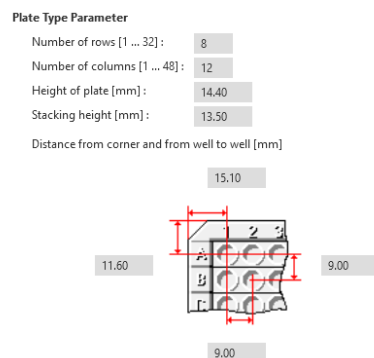 Plate Type Parameter
Number of rows [1 ... 32] : 8
Number of columns [1 ... 48] : 12
Height of plate [mm] : 14.40
Stacking height [mm] : 13.50
Distance from corner and from well to well [mm]
15.10
1 2 3
A
11.60
9.00
B
C
9.00